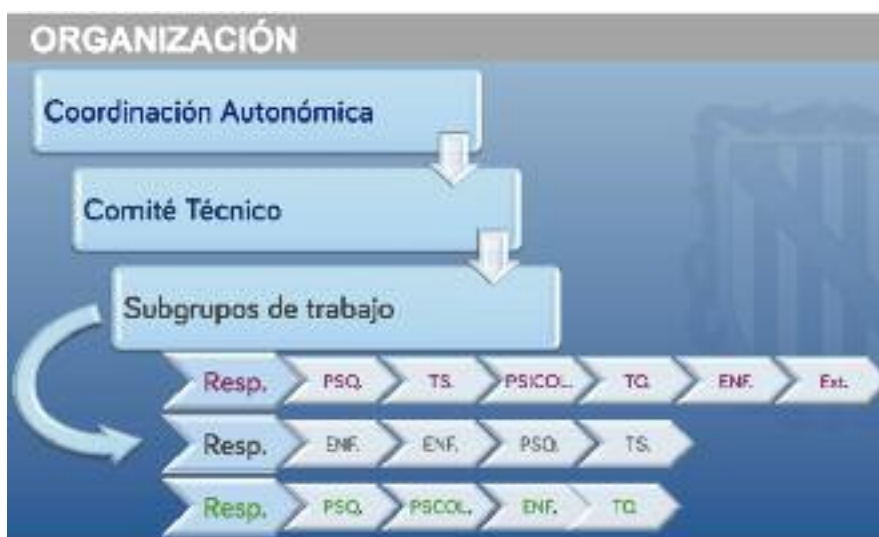 ORGANIZACIÓN
Coordinación Autonómica
Comité Técnico
Subgrupos de trabajo
Resp. PSQ. TS. PSICOL. TO. ENF. Ext.
Resp. ENF. ENF. PSQ. TS.
Resp. PSQ. PSCOL. ENF. TO.